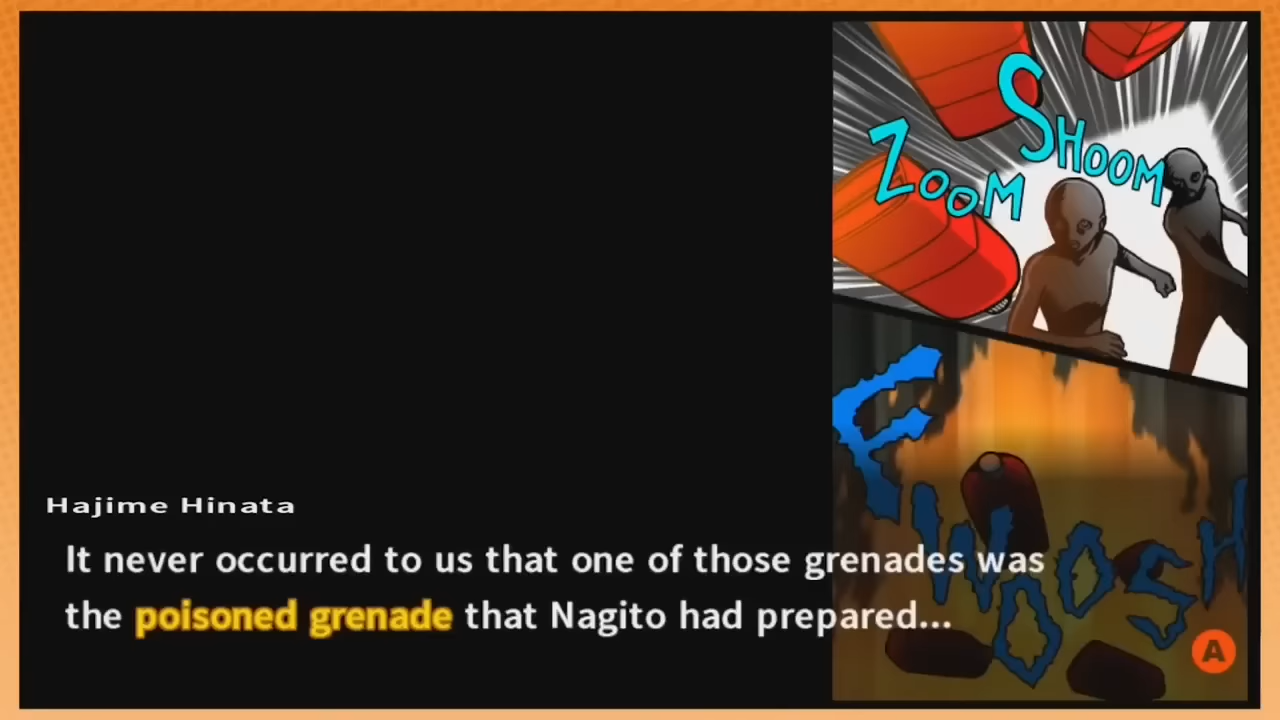 ZOOM
SHOOM
FWOOSH
Hajime Hinata
It never occurred to us that one of those grenades was
the poisoned grenade that Nagito had prepared...
A